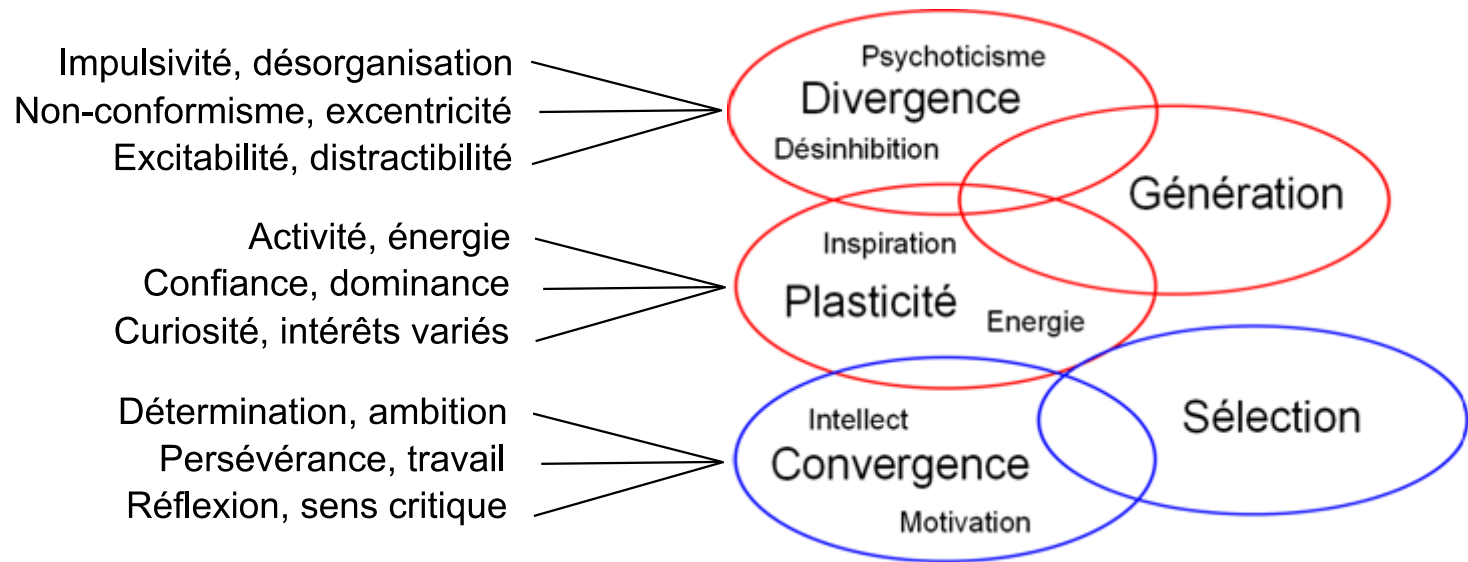 Impulsivité, désorganisation
Non-conformisme, excentricité
Excitabilité, distractibilité
Activité, énergie
Confiance, dominance
Curiosité, intérêts variés
Détermination, ambition
Persévérance, travail
Réflexion, sens critique
Psychoticisme
Divergence
Désinhibition
Génération
Inspiration
Plasticité
Energie
Intellect
Convergence
Motivation
Sélection